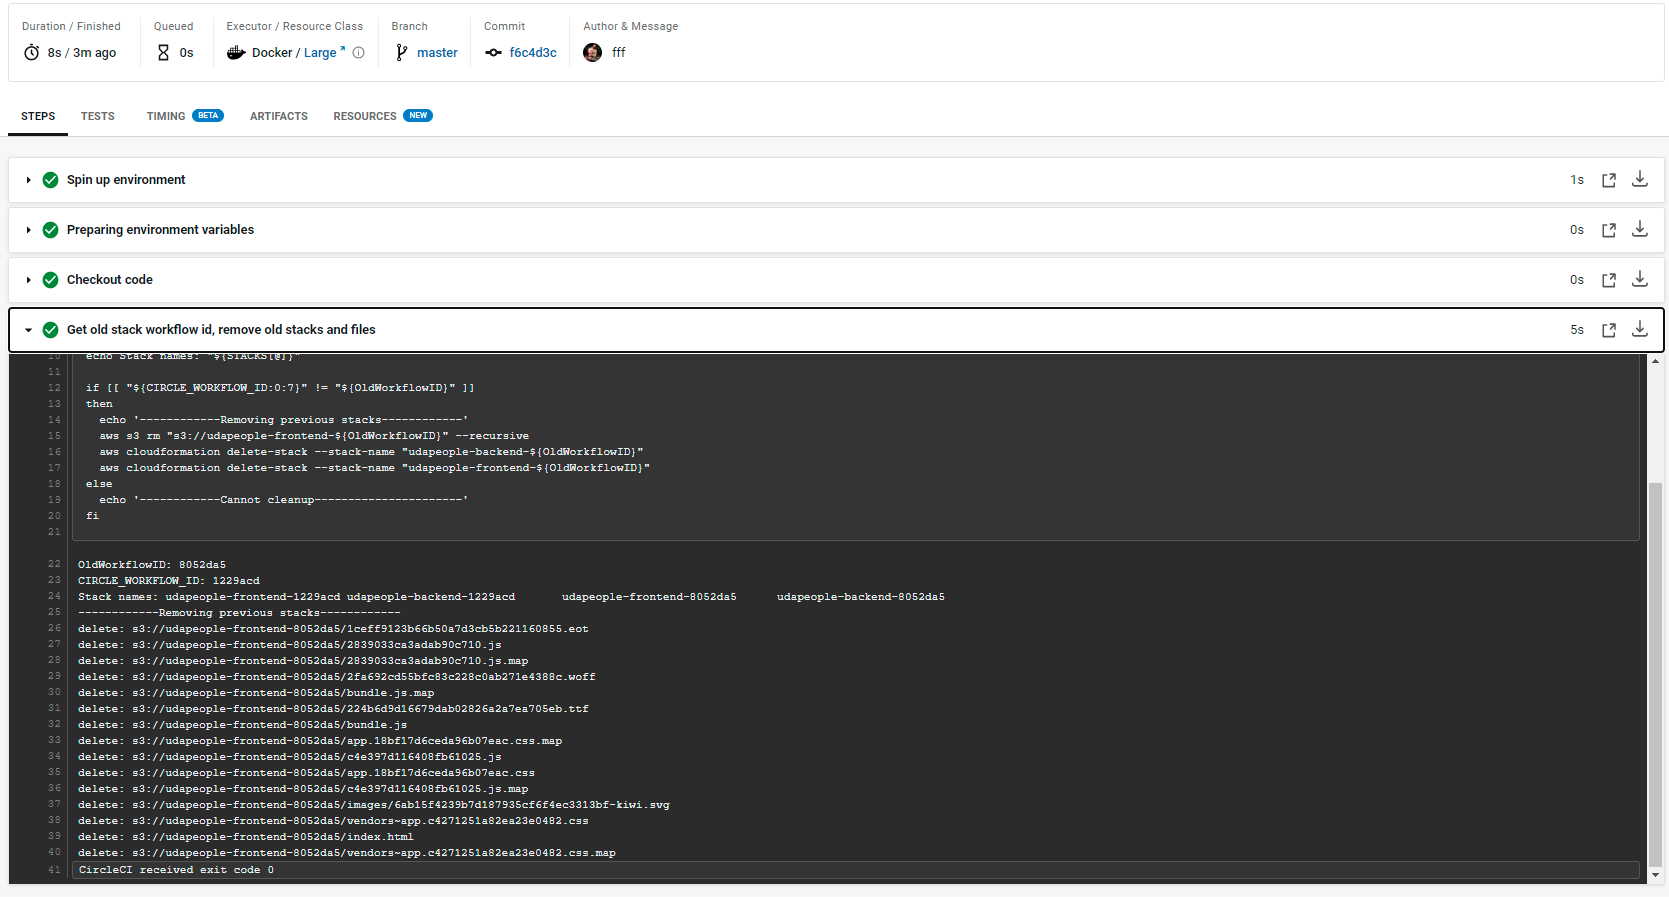 Duration / Finished
8s / 3m ago
Queued
0s
Executor / Resource Class
Docker / Large
Branch
master
Commit
f6c4d3c
Author & Message
fff
STEPS TESTS TIMING BETA ARTIFACTS RESOURCES NEW
Spin up environment 1s
Preparing environment variables 0s
Checkout code 0s
Get old stack workflow id, remove old stacks and files 5s
10 echo Stack names: "${STACKS[@]}"
11
12 if [[ "${CIRCLE_WORKFLOW_ID:0:7}" != "${OldWorkflowID}" ]]
13 then
14 echo '------------Removing previous stacks------------'
15 aws s3 rm "s3://udapeople-frontend-${OldWorkflowID}" --recursive
16 aws cloudformation delete-stack --stack-name "udapeople-backend-${OldWorkflowID}"
17 aws cloudformation delete-stack --stack-name "udapeople-frontend-${OldWorkflowID}"
18 else
19 echo '------------Cannot cleanup----------------------'
20 fi
21
22 OldWorkflowID: 8052da5
23 CIRCLE_WORKFLOW_ID: 1229acd
24 Stack names: udapeople-frontend-1229acd udapeople-backend-1229acd udapeople-frontend-8052da5 udapeople-backend-8052da5
25 ------------Removing previous stacks------------
26 delete: s3://udapeople-frontend-8052da5/1ceff9123b66b50a7d3cb5b221160855.eot
27 delete: s3://udapeople-frontend-8052da5/2839033ca3adab90c710.js
28 delete: s3://udapeople-frontend-8052da5/2839033ca3adab90c710.js.map
29 delete: s3://udapeople-frontend-8052da5/2fa692cd55bfc83c228c0ab271e4388c.woff
30 delete: s3://udapeople-frontend-8052da5/bundle.js.map
31 delete: s3://udapeople-frontend-8052da5/224b6d9d16679dab02826a2a7ea705eb.ttf
32 delete: s3://udapeople-frontend-8052da5/bundle.js
33 delete: s3://udapeople-frontend-8052da5/app.18bf17d6ceda96b07eac.css.map
34 delete: s3://udapeople-frontend-8052da5/c4e397d116408fb61025.js
35 delete: s3://udapeople-frontend-8052da5/app.18bf17d6ceda96b07eac.css
36 delete: s3://udapeople-frontend-8052da5/c4e397d116408fb61025.js.map
37 delete: s3://udapeople-frontend-8052da5/images/6ab15f4239b7d187935cf6f4ec3313bf-kiwi.svg
38 delete: s3://udapeople-frontend-8052da5/vendors~app.c4271251a82ea23e0482.css
39 delete: s3://udapeople-frontend-8052da5/index.html
40 delete: s3://udapeople-frontend-8052da5/vendors~app.c4271251a82ea23e0482.css.map
41 CircleCI received exit code 0